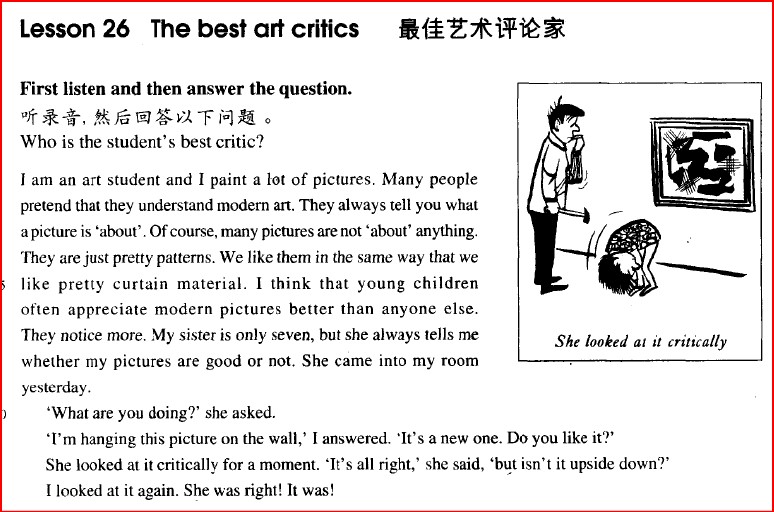 Lesson 26 The best art critics 最佳艺术评论家
First listen and then answer the question.
听录音,然后回答以下问题。
Who is the student's best critic?
I am an art student and I paint a lot of pictures. Many people
pretend that they understand modern art. They always tell you what
a picture is ‘about’. Of course, many pictures are not ‘about’ anything.
They are just pretty patterns. We like them in the same way that we
like pretty curtain material. I think that young children
often appreciate modern pictures better than anyone else.
They notice more. My sister is only seven, but she always tells me
whether my pictures are good or not. She came into my room
yesterday.
‘What are you doing?’ she asked.
‘I'm hanging this picture on the wall,’ I answered. ‘It's a new one. Do you like it?’
She looked at it critically for a moment. ‘It's all right,’ she said, ‘but isn't it upside down?’
I looked at it again. She was right! It was!
She looked at it critically